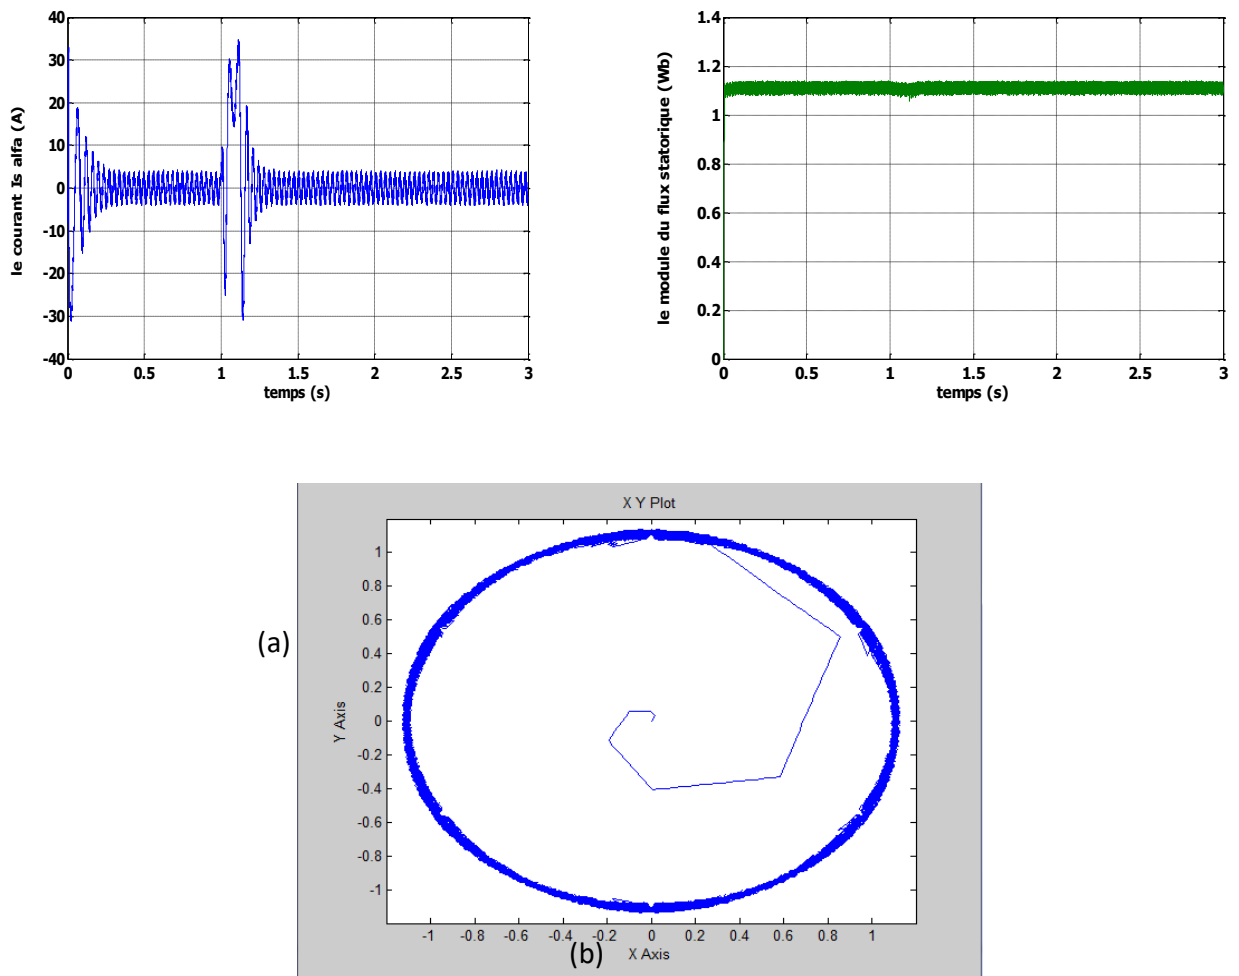 le courant Is alfa (A)
40
30
20
10
0
-10
-20
-30
-40
0 0.5 1 1.5 2 2.5 3
temps (s)
le module du flux statorique (Wb)
1.4
1.2
1
0.8
0.6
0.4
0.2
0
0 0.5 1 1.5 2 2.5 3
temps (s)
X Y Plot
(a)
Y Axis
1
0.8
0.6
0.4
0.2
0
-0.2
-0.4
-0.6
-0.8
-1
-1 -0.8 -0.6 -0.4 -0.2 0 0.2 0.4 0.6 0.8 1
X Axis
(b)